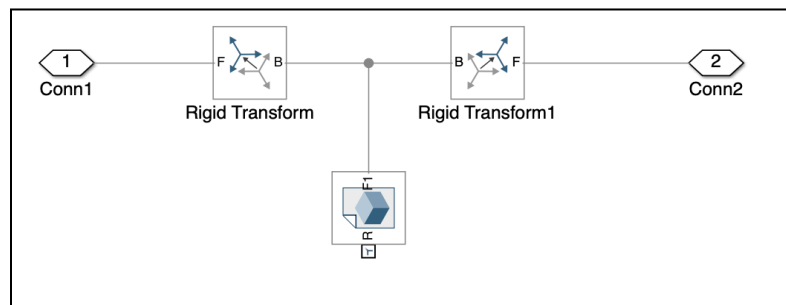 1
Conn1
F
B
Rigid Transform
B
F
Rigid Transform1
2
Conn2
F1
R